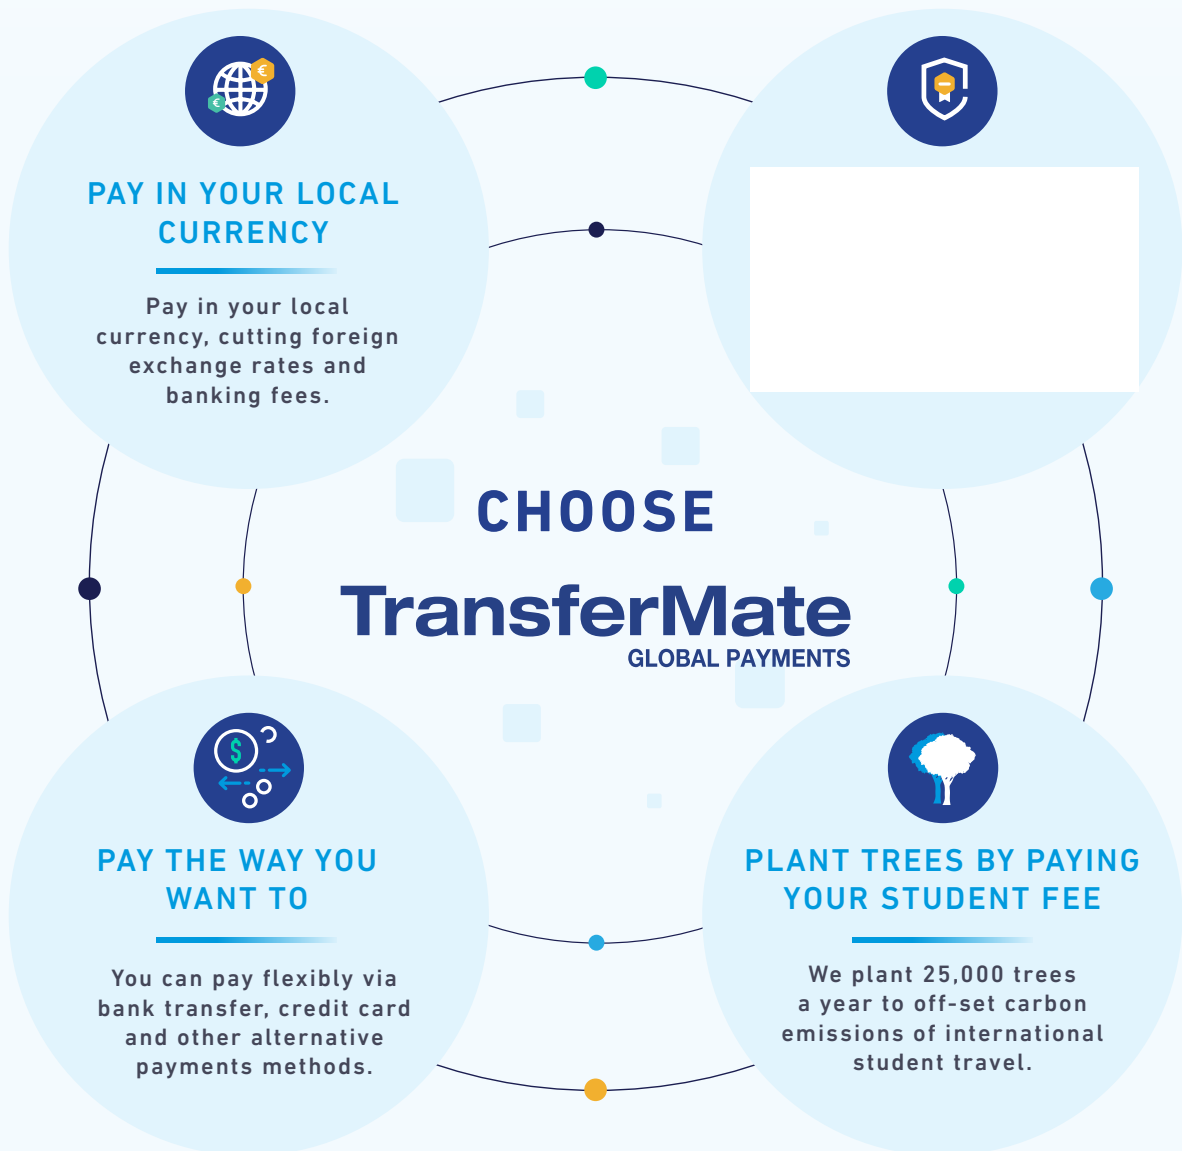 PAY IN YOUR LOCAL
CURRENCY
Pay in your local
currency, cutting foreign
exchange rates and
banking fees.
CHOOSE
TransferMate
GLOBAL PAYMENTS
PAY THE WAY YOU
WANT TO
You can pay flexibly via
bank transfer, credit card
and other alternative
payments methods.
PLANT TREES BY PAYING
YOUR STUDENT FEE
We plant 25,000 trees
a year to off-set carbon
emissions of international
student travel.